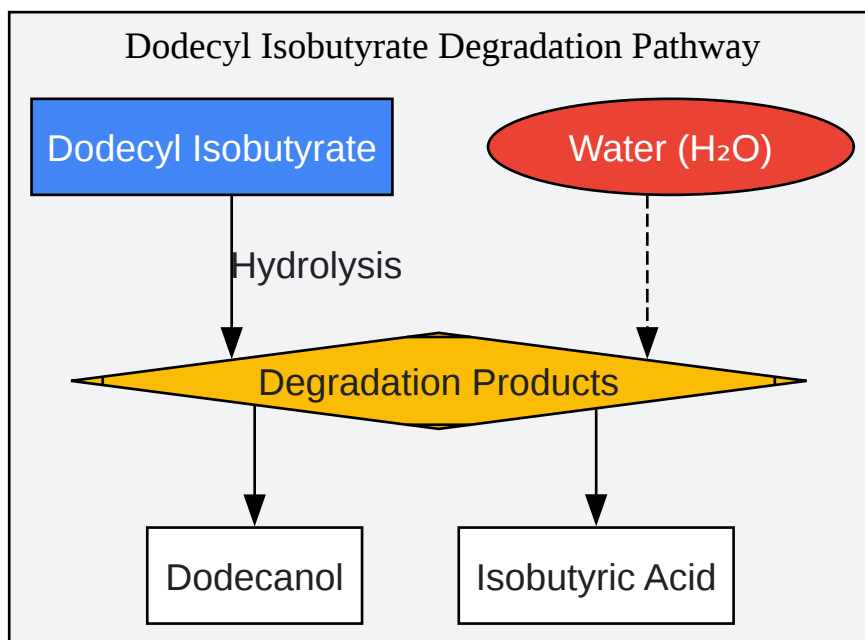 Dodecyl Isobutyrate Degradation Pathway
Dodecyl Isobutyrate
Water (H₂O)
Hydrolysis
Degradation Products
Dodecanol
Isobutyric Acid